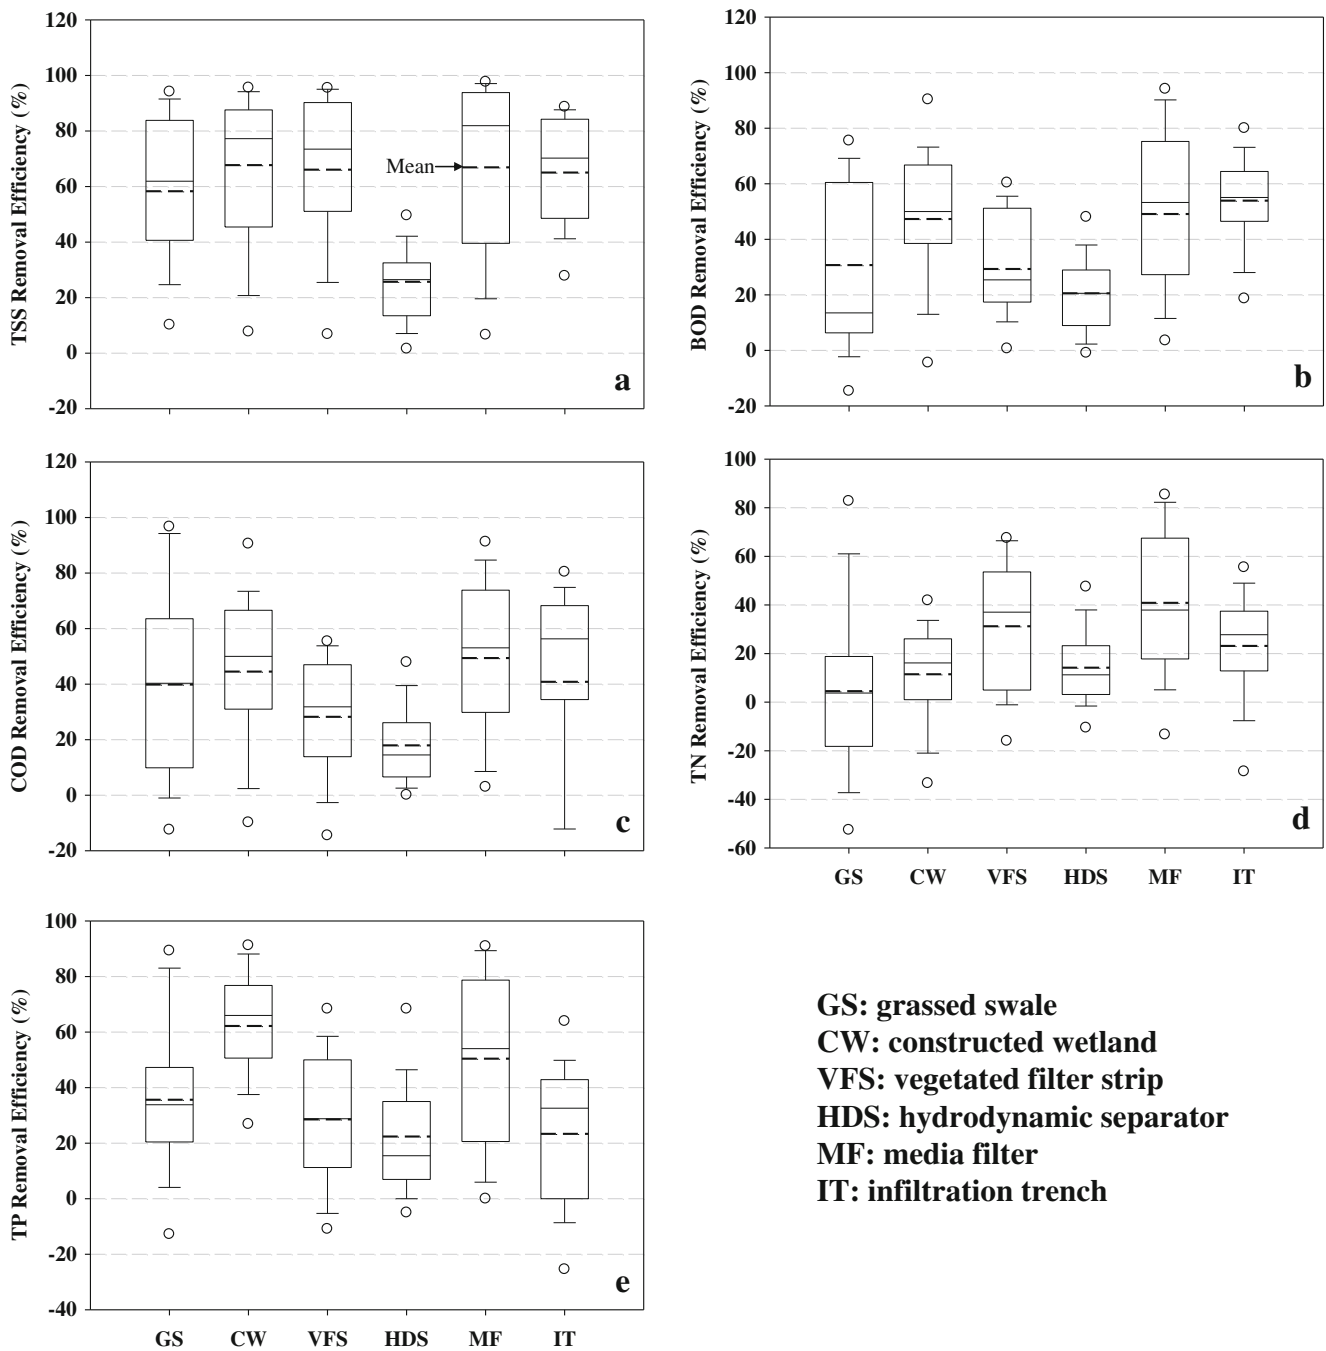 120
100
80
60
40
20
0
-20
TSS Removal Efficiency (%)
Mean
a
120
100
80
60
40
20
0
-20
BOD Removal Efficiency (%)
b
120
100
80
60
40
20
0
-20
COD Removal Efficiency (%)
c
100
80
60
40
20
0
-20
-40
-60
TN Removal Efficiency (%)
d
GS CW VFS HDS MF IT
100
80
60
40
20
0
-20
-40
TP Removal Efficiency (%)
e
GS CW VFS HDS MF IT
GS: grassed swale
CW: constructed wetland
VFS: vegetated filter strip
HDS: hydrodynamic separator
MF: media filter
IT: infiltration trench